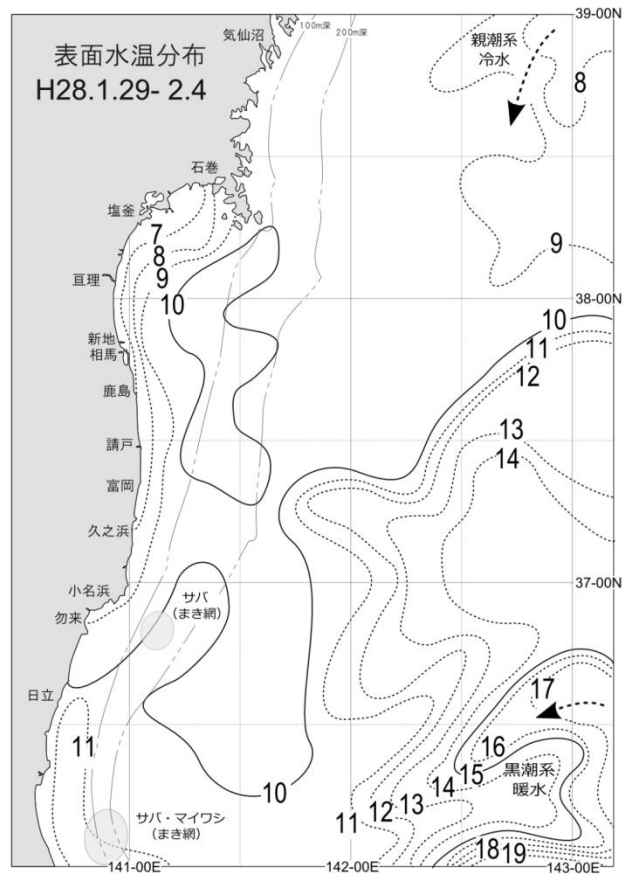 表面水温分布
H28.1.29- 2.4
気仙沼
100m深
200m深
39-00N
親潮系
冷水
8
石巻
塩釜
7
8
9
9
亘理
10
38-00N
10
11
12
新地
相馬
鹿島
13
14
請戸
富岡
久之浜
37-00N
小名浜
サバ
(まき網)
勿来
日立
17
11
16
15
黒潮系
暖水
14
13
12
11
10
サバ・マイワシ
(まき網)
18
19
141-00E
142-00E
143-00E